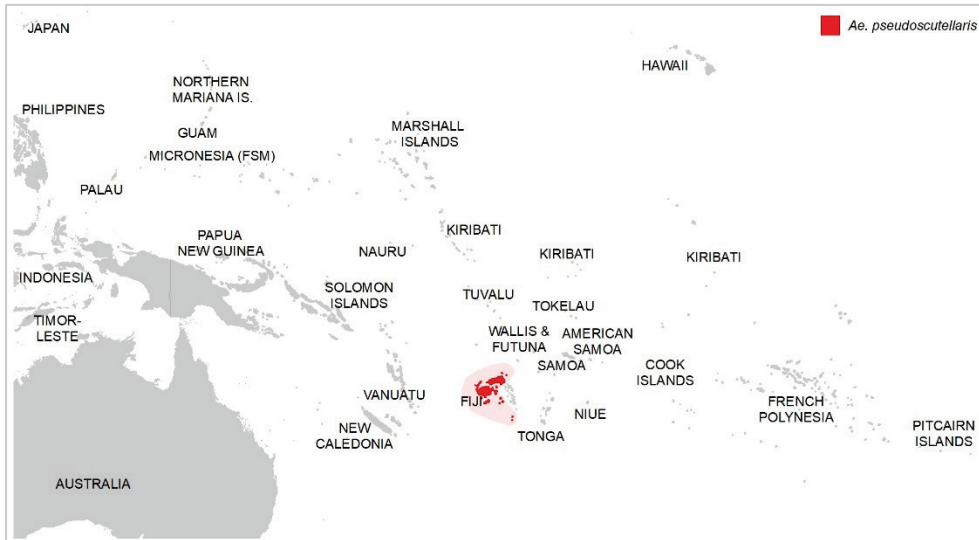 JAPAN
Ae. pseudoscutellaris
HAWAII
NORTHERN
MARIANA IS.
PHILIPPINES
GUAM
MARSHALL
ISLANDS
MICRONESIA (FSM)
PALAU
KIRIBATI
PAPUA
NEW GUINEA
NAURU
KIRIBATI
KIRIBATI
INDONESIA
SOLOMON
ISLANDS
TUVALU
TOKELAU
TIMOR-
LESTE
WALLIS &
FUTUNA
AMERICAN
SAMOA
SAMOA
COOK
ISLANDS
VANUATU
FIJI
FRENCH
POLYNESIA
NIUE
NEW
CALEDONIA
TONGA
PITCAIRN
ISLANDS
AUSTRALIA